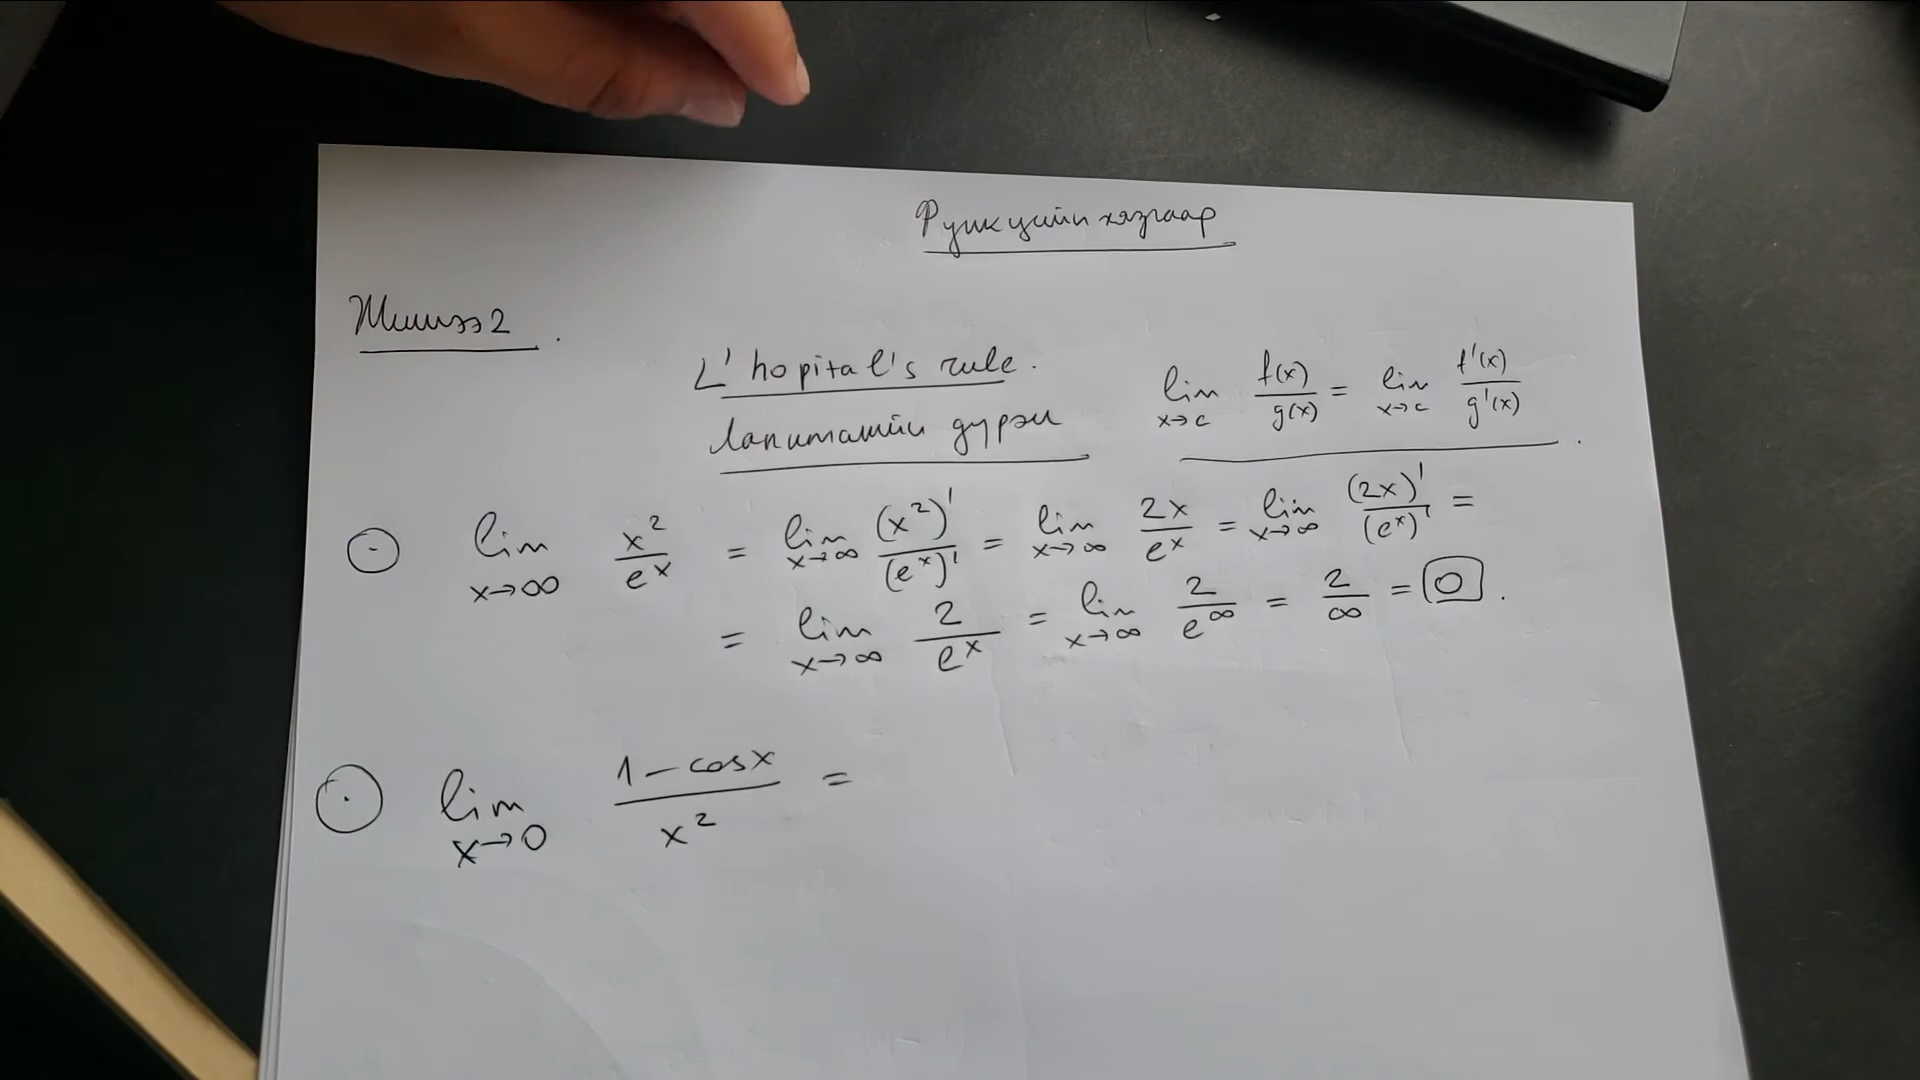 Функцийн хязгаар
Жишээ 2.
L'hopital's rule.
Лопиталийн дүрэм
lim x→c f(x)/g(x) = lim x→c f'(x)/g'(x).
⊙ lim x→∞ x²/eˣ = lim x→∞ (x²)'/(eˣ)' = lim x→∞ 2x/eˣ = lim x→∞ (2x)'/(eˣ)' =
= lim x→∞ 2/eˣ = lim x→∞ 2/e^∞ = 2/∞ = 0.
⊙ lim x→0 1-cosx/x² =